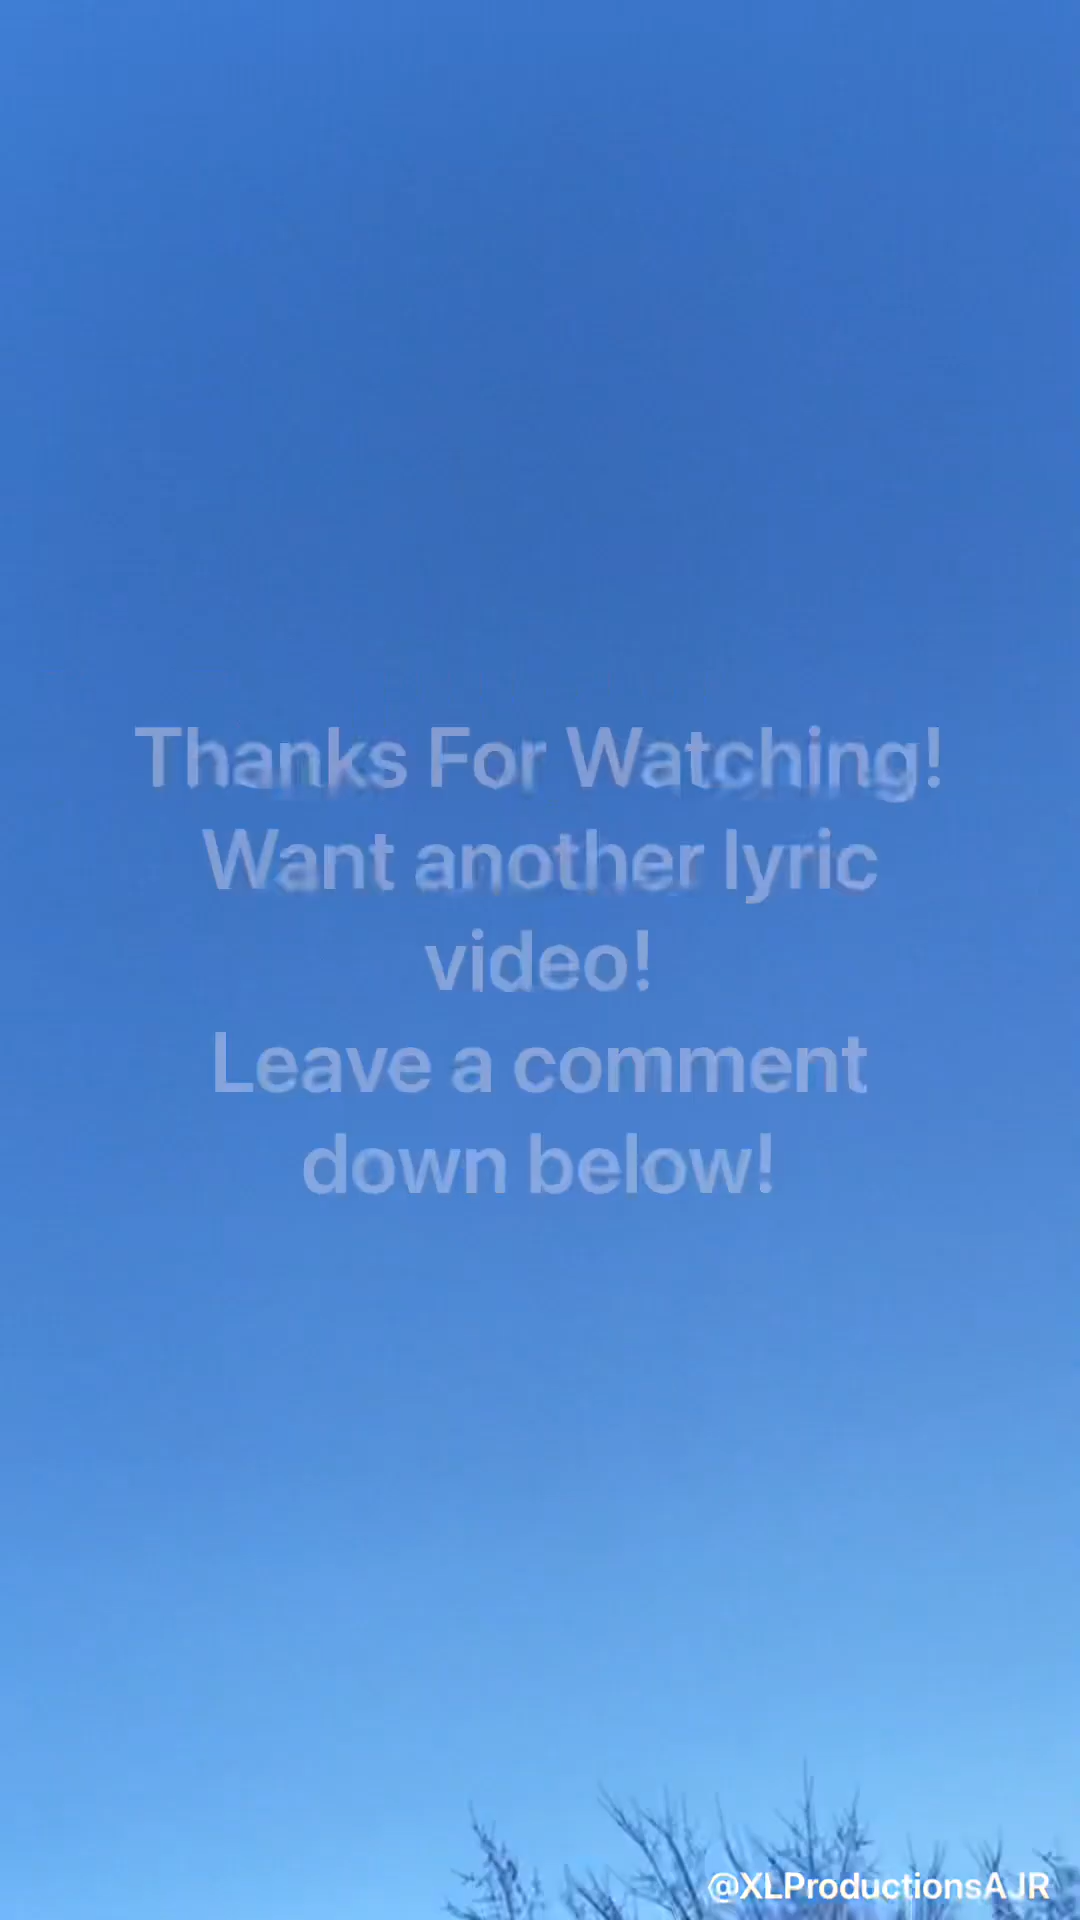 Thanks For Watching!
Want another lyric
video!
Leave a comment
down below!
@XLProductionsAJR